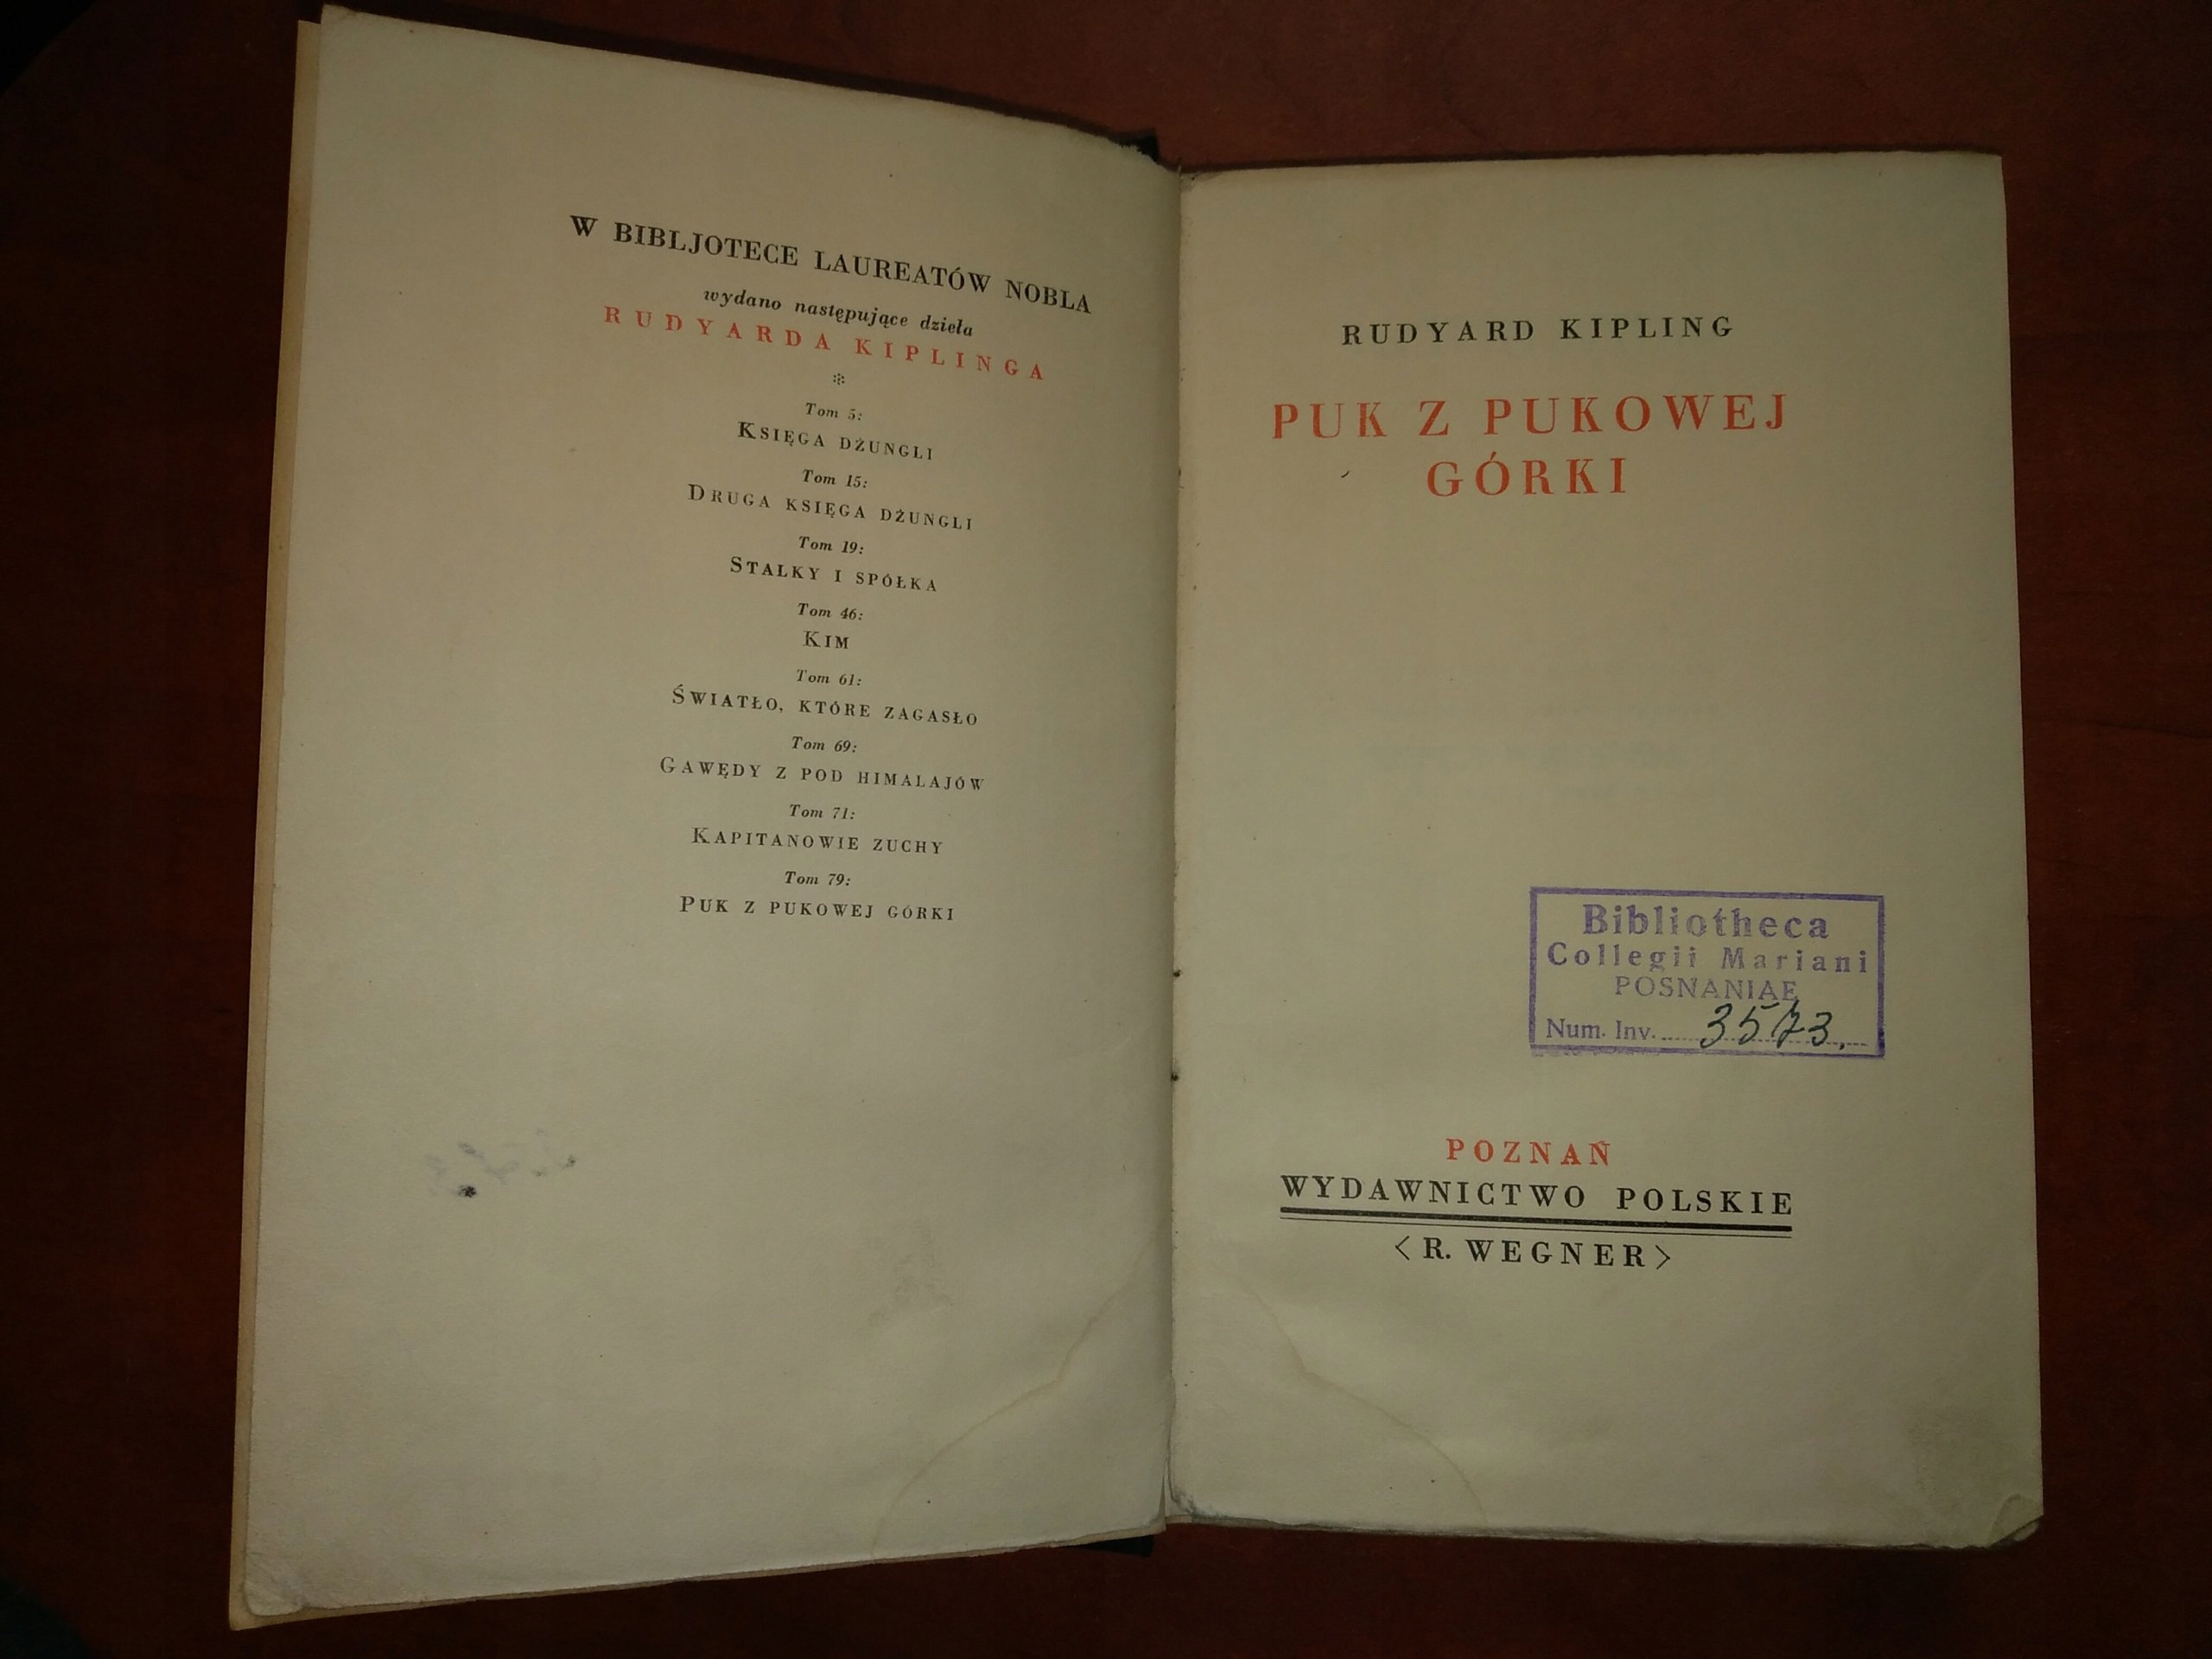 W BIBLJOTECE LAUREATÓW NOBLA
wydano następujące dzieła
RUDYARDA KIPLINGA
Tom 5:
KSIĘGA DŻUNGLI
Tom 15:
DRUGA KSIĘGA DŻUNGLI
Tom 19:
STALKY I SPÓŁKA
Tom 46:
KIM
Tom 61:
ŚWIATŁO, KTÓRE ZAGASŁO
Tom 69:
GAWĘDY Z POD HIMALAJÓW
Tom 71:
KAPITANOWIE ZUCHY
Tom 79:
PUK Z PUKOWEJ GÓRKI
RUDYARD KIPLING
PUK Z PUKOWEJ
GÓRKI
Bibliotheca
Collegii Mariani
POSNANIAE
Num. Inv. 3573.
POZNAŃ
WYDAWNICTWO POLSKIE
<R. WEGNER>